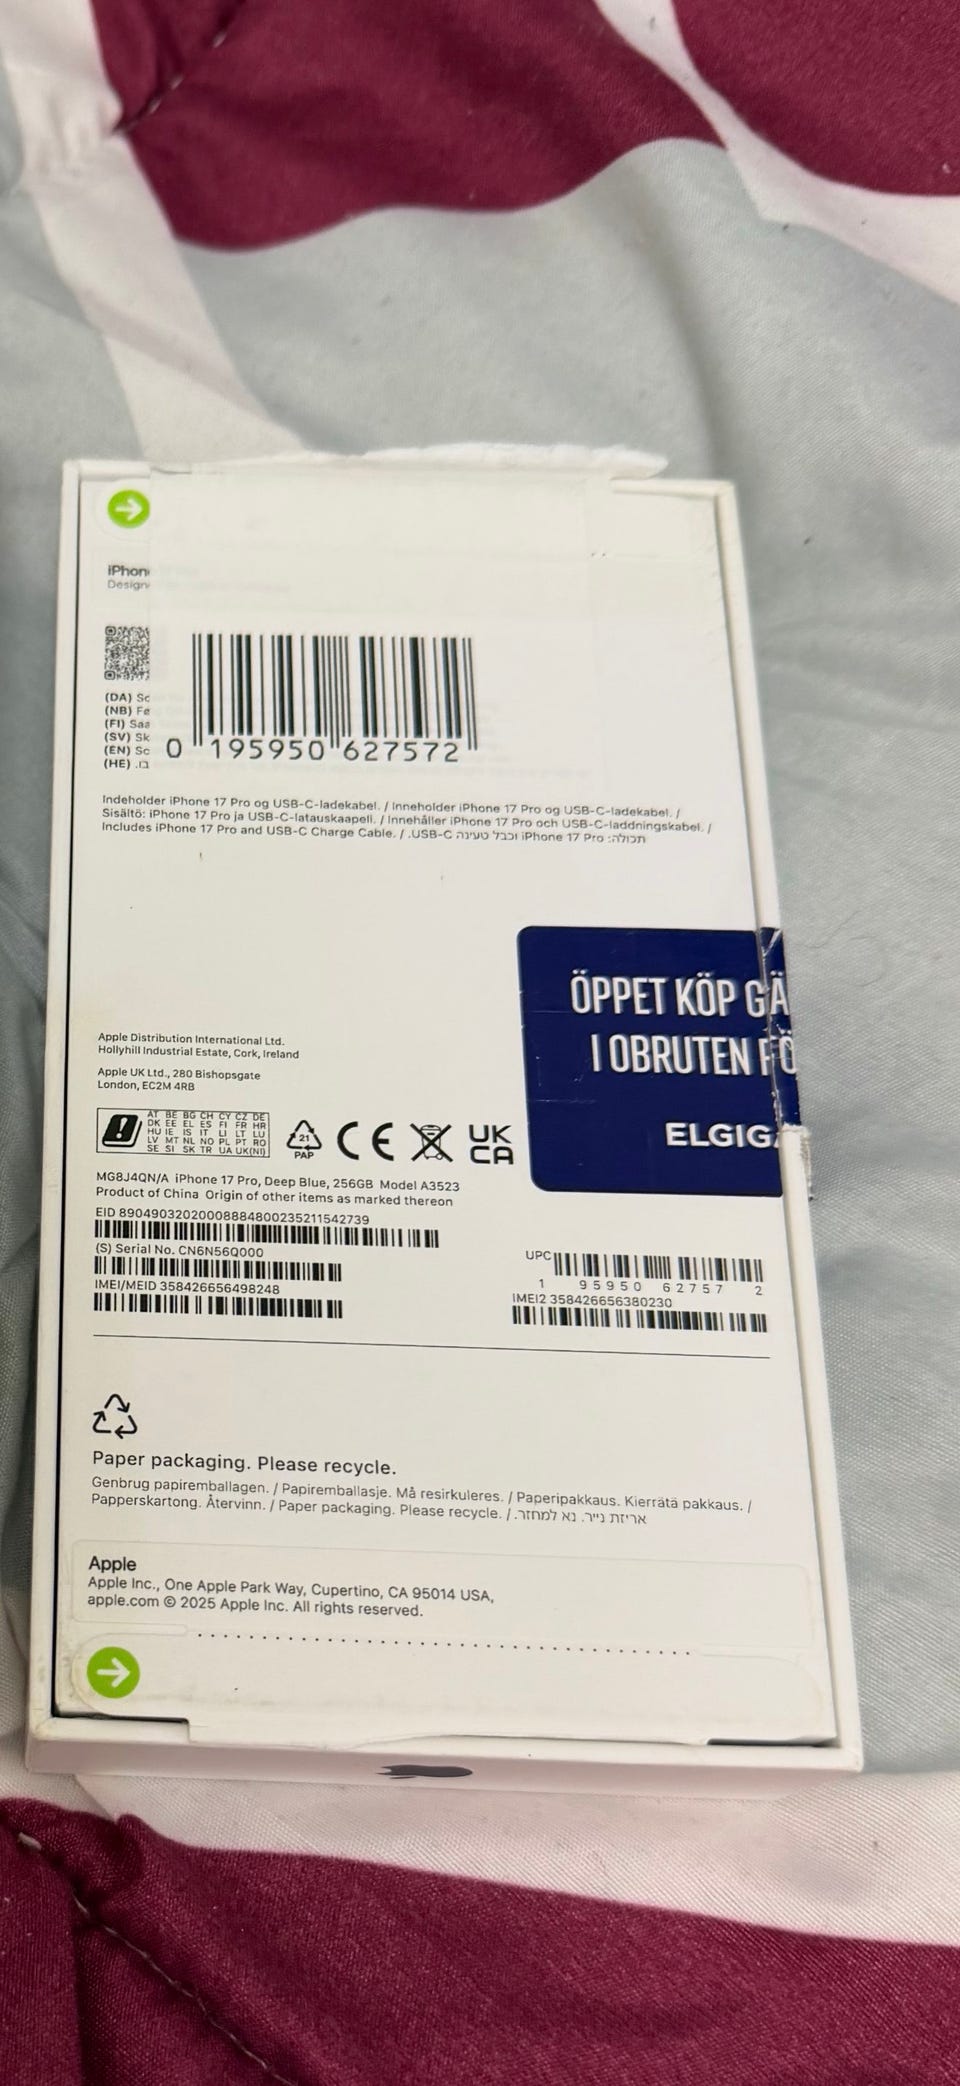 iPhon
Design
(DA) Sc
(NB) Fe
(FI) Saa
(SV) Sk
(EN) Sc
(HE) .בו
0 195950 627572
Indeholder iPhone 17 Pro og USB-C-ladekabel. / Inneholder iPhone 17 Pro og USB-C-ladekabel. /
Sisältö: iPhone 17 Pro ja USB-C-latauskaapeli. / Innehåller iPhone 17 Pro och USB-C-laddningskabel. /
Includes iPhone 17 Pro and USB-C Charge Cable. / .USB-C תכולה: iPhone 17 Pro וכבל טעינה
ÖPPET KÖP GÄ
I OBRUTEN FÖ
ELGIGA
Apple Distribution International Ltd.
Hollyhill Industrial Estate, Cork, Ireland
Apple UK Ltd., 280 Bishopsgate
London, EC2M 4RB
AT BE BG CH CY CZ DE
DK EE EL ES FI FR HR
HU IE IS IT LI LT LU
LV MT NL NO PL PT RO
SE SI SK TR UA UK(NI)
21
PAP
CE
UK
CA
MG8J4QN/A iPhone 17 Pro, Deep Blue, 256GB Model A3523
Product of China Origin of other items as marked thereon
EID 89049032020008884800235211542739
(S) Serial No. CN6N56Q000
IMEI/MEID 358426656498248
UPC
1 95950 62757 2
IMEI2 358426656380230
Paper packaging. Please recycle.
Genbrug papiremballagen. / Papiremballasje. Må resirkuleres. / Paperipakkaus. Kierrätä pakkaus. /
Papperskartong. Återvinn. / Paper packaging. Please recycle. / .אריזת נייר. נא למחזר
Apple
Apple Inc., One Apple Park Way, Cupertino, CA 95014 USA,
apple.com © 2025 Apple Inc. All rights reserved.